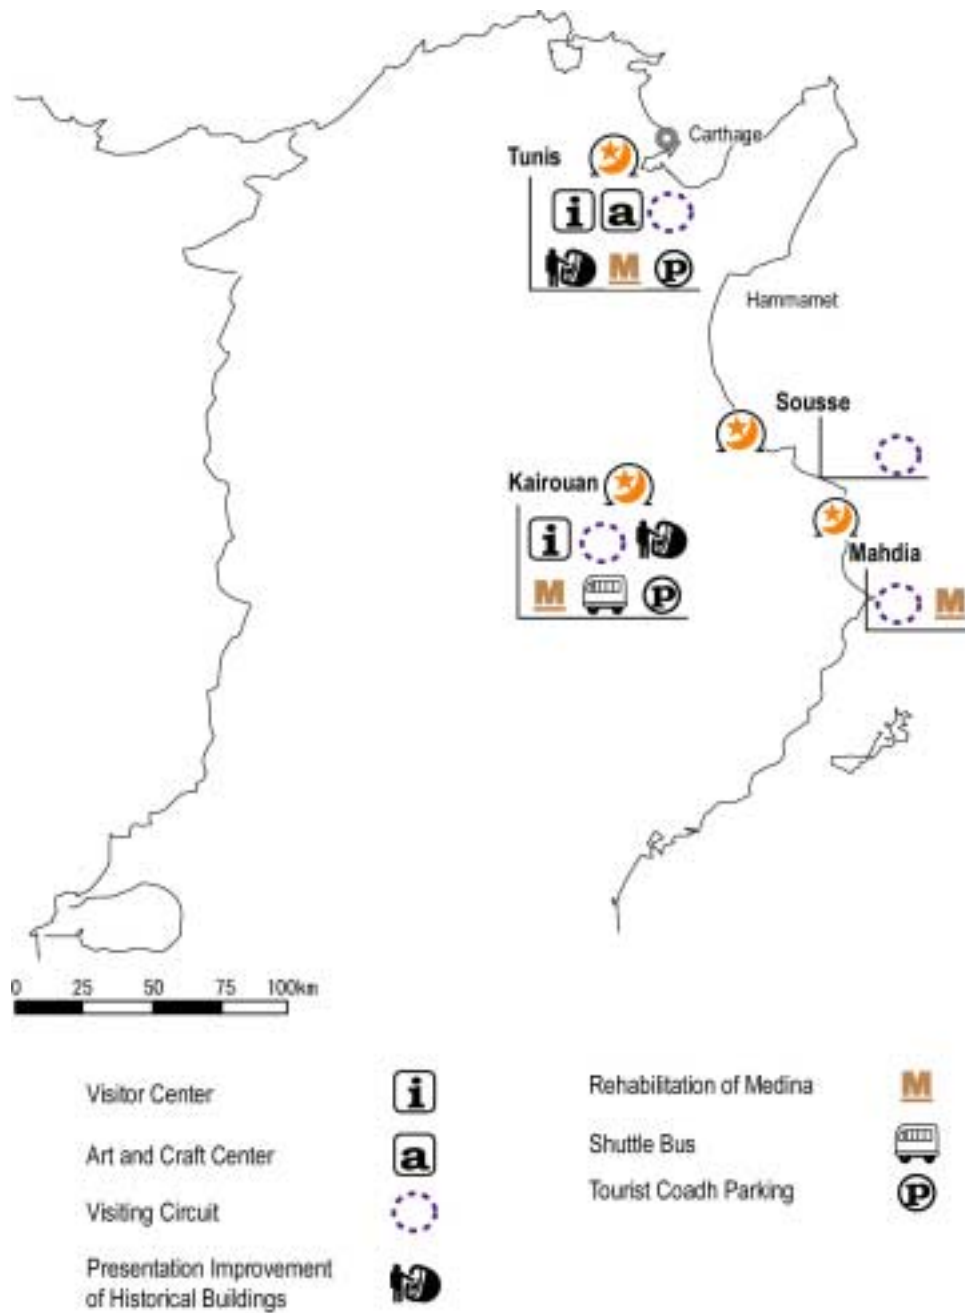 Carthage
Tunis
i a
M P
Hammamet
Sousse
Kairouan
i
M P
Mahdia
M
0 25 50 75 100km
Visitor Center i
Art and Craft Center a
Visiting Circuit
Presentation Improvement
of Historical Buildings
Rehabilitation of Medina M
Shuttle Bus
Tourist Coadh Parking P